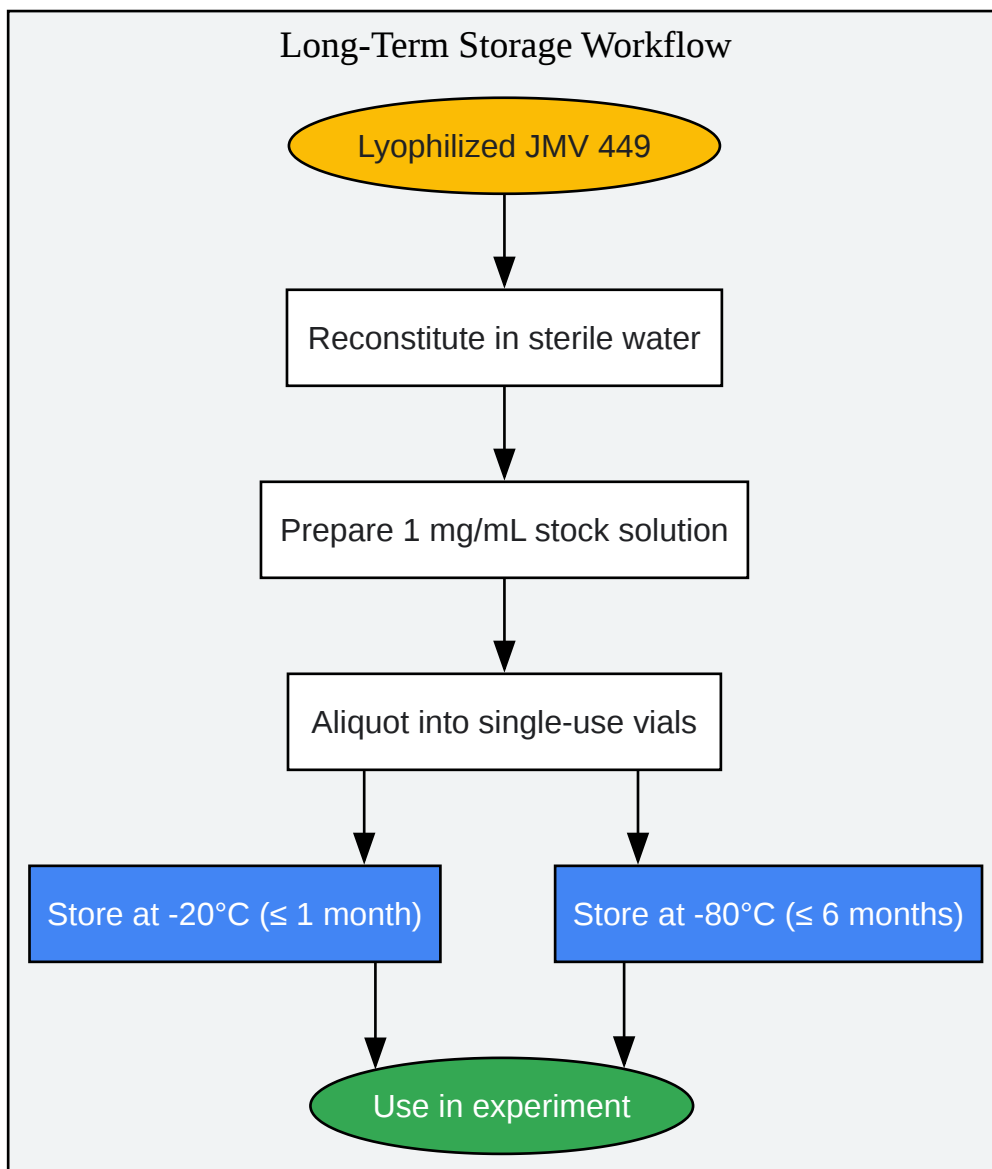 Long-Term Storage Workflow
Lyophilized JMV 449
Reconstitute in sterile water
Prepare 1 mg/mL stock solution
Aliquot into single-use vials
Store at -20°C (≤ 1 month)
Store at -80°C (≤ 6 months)
Use in experiment